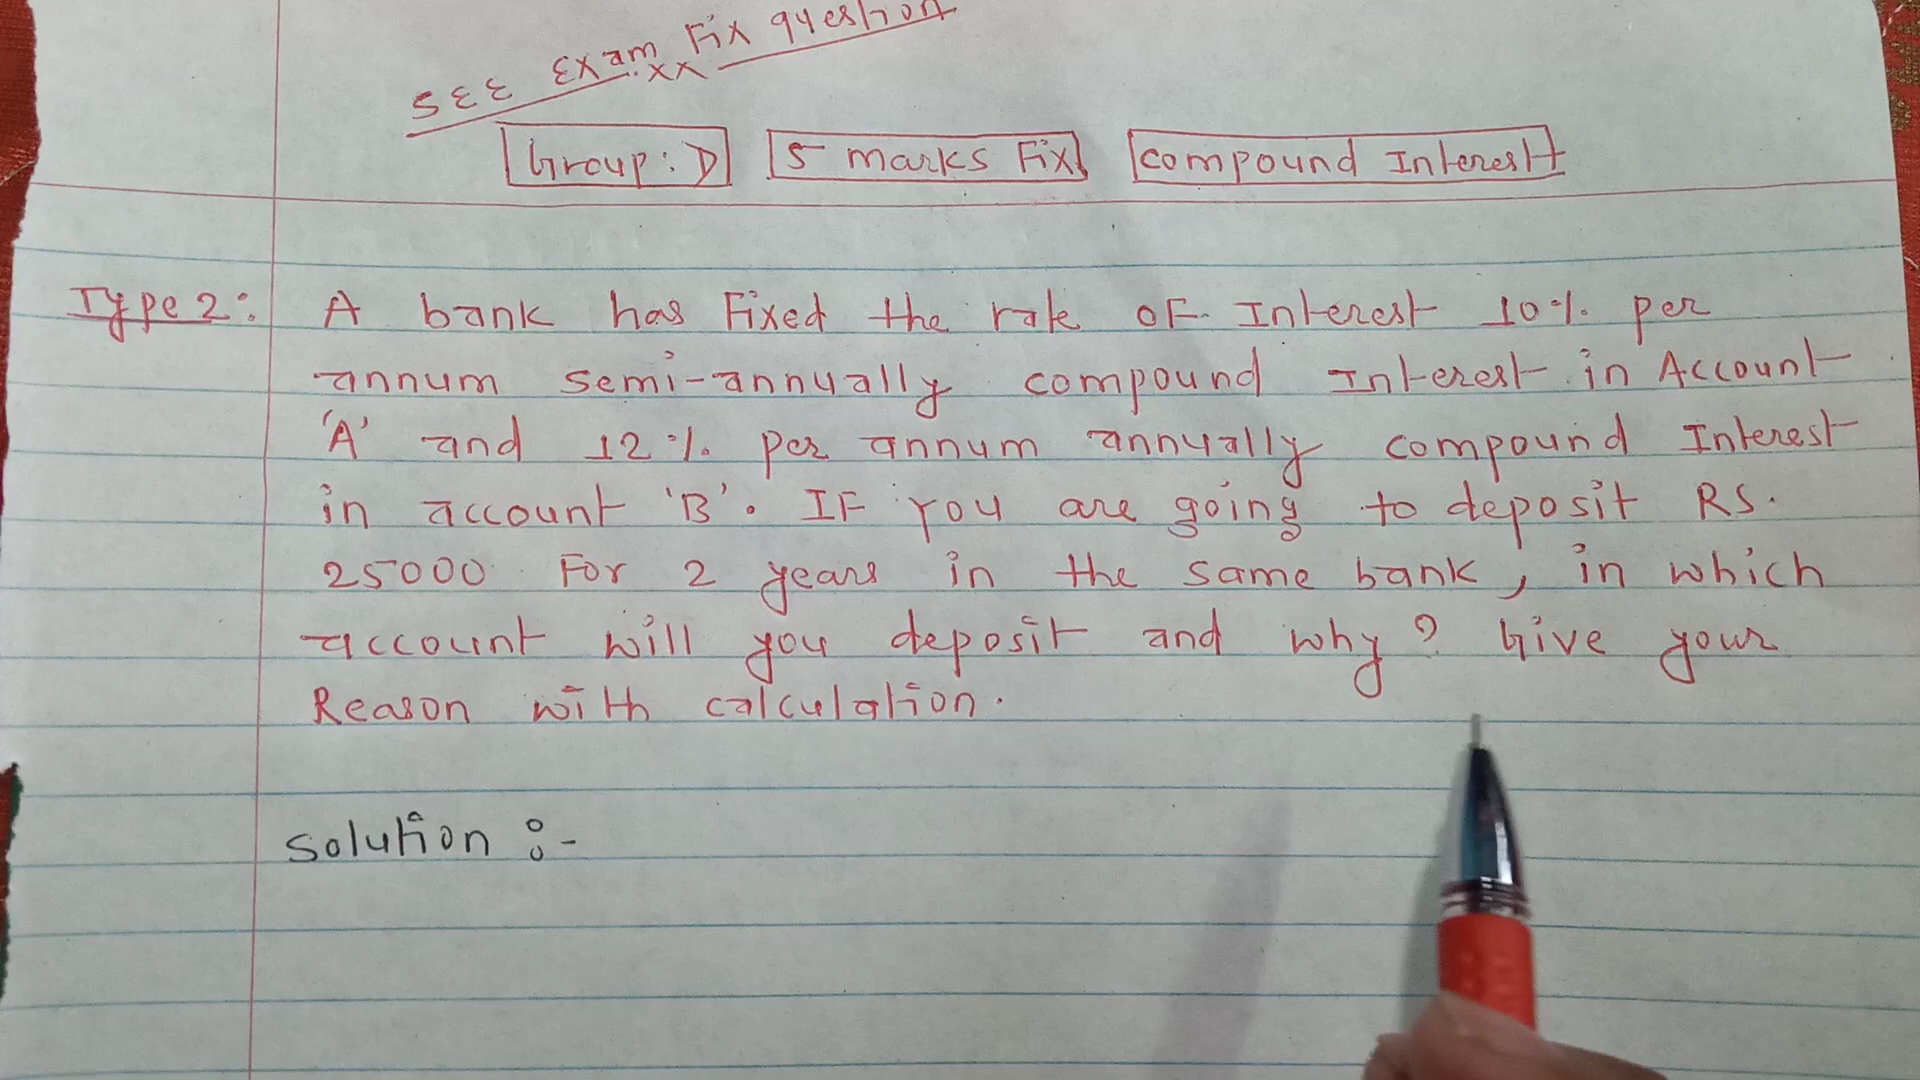 SEE Exam Fix question
xx
Group: D 5 marks Fix compound Interest
Type 2: A bank has Fixed the rate of Interest 10% per
annum semi-annually compound Interest in Account
'A' and 12% per annum annually compound Interest
in account 'B'. IF you are going to deposit RS.
25000 For 2 years in the same bank, in which
account will you deposit and why? Give your
Reason with calculation.
Solution :-